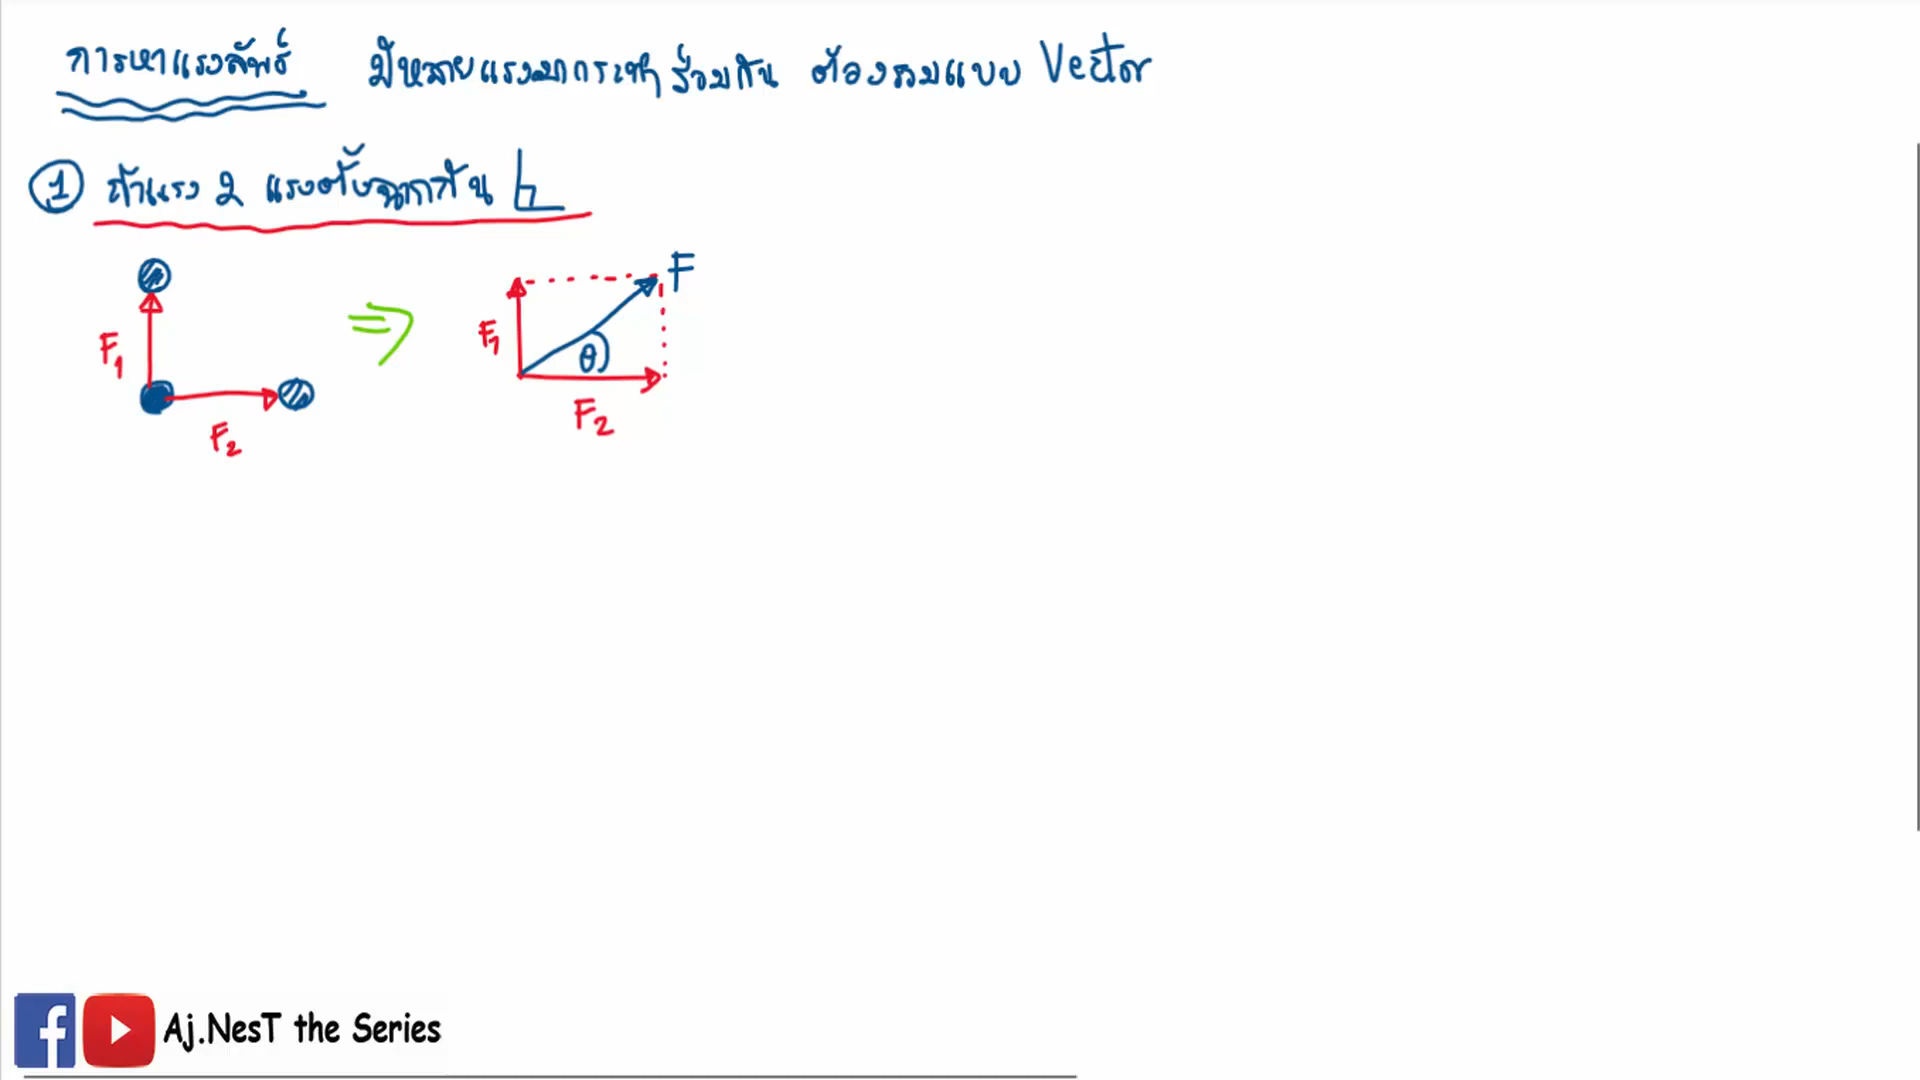 การหาแรงลัพธ์ มีหลายแรงมากระทำร่วมกัน ต้องรวมแบบ Vector
1 ถ้าแรง 2 แรงตั้งฉากกัน
F
F1
F1
θ
F2
F2
Aj.NesT the Series